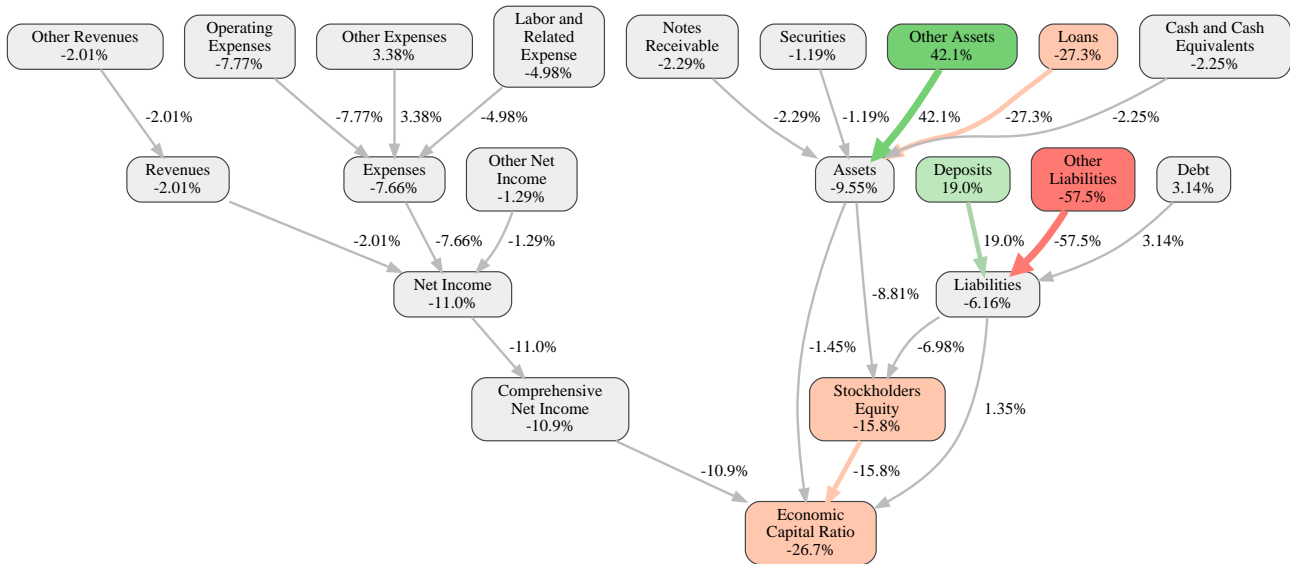 Other Revenues
-2.01%
Operating
Expenses
-7.77%
Other Expenses
3.38%
Labor and
Related
Expense
-4.98%
Notes
Receivable
-2.29%
Securities
-1.19%
Other Assets
42.1%
Loans
-27.3%
Cash and Cash
Equivalents
-2.25%
-2.01%
-7.77%
3.38%
-4.98%
-2.29%
-1.19%
42.1%
-27.3%
-2.25%
Revenues
-2.01%
Expenses
-7.66%
Other Net
Income
-1.29%
Assets
-9.55%
Deposits
19.0%
Other
Liabilities
-57.5%
Debt
3.14%
-2.01%
-7.66%
-1.29%
19.0%
-57.5%
3.14%
Net Income
-11.0%
-8.81%
Liabilities
-6.16%
-11.0%
-1.45%
-6.98%
Comprehensive
Net Income
-10.9%
Stockholders
Equity
-15.8%
1.35%
-10.9%
-15.8%
Economic
Capital Ratio
-26.7%